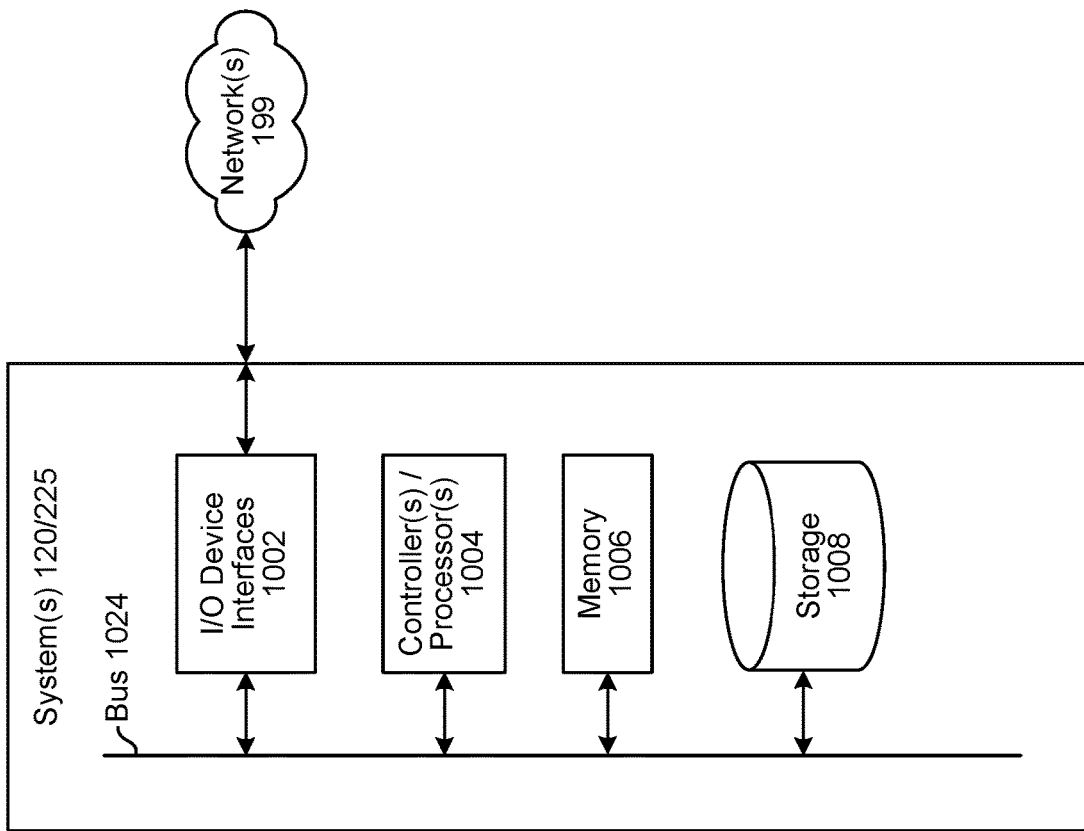 System(s) 120/225
Bus 1024
I/O Device
Interfaces
1002
Network(s)
199
Controller(s) /
Processor(s)
1004
Memory
1006
Storage
1008